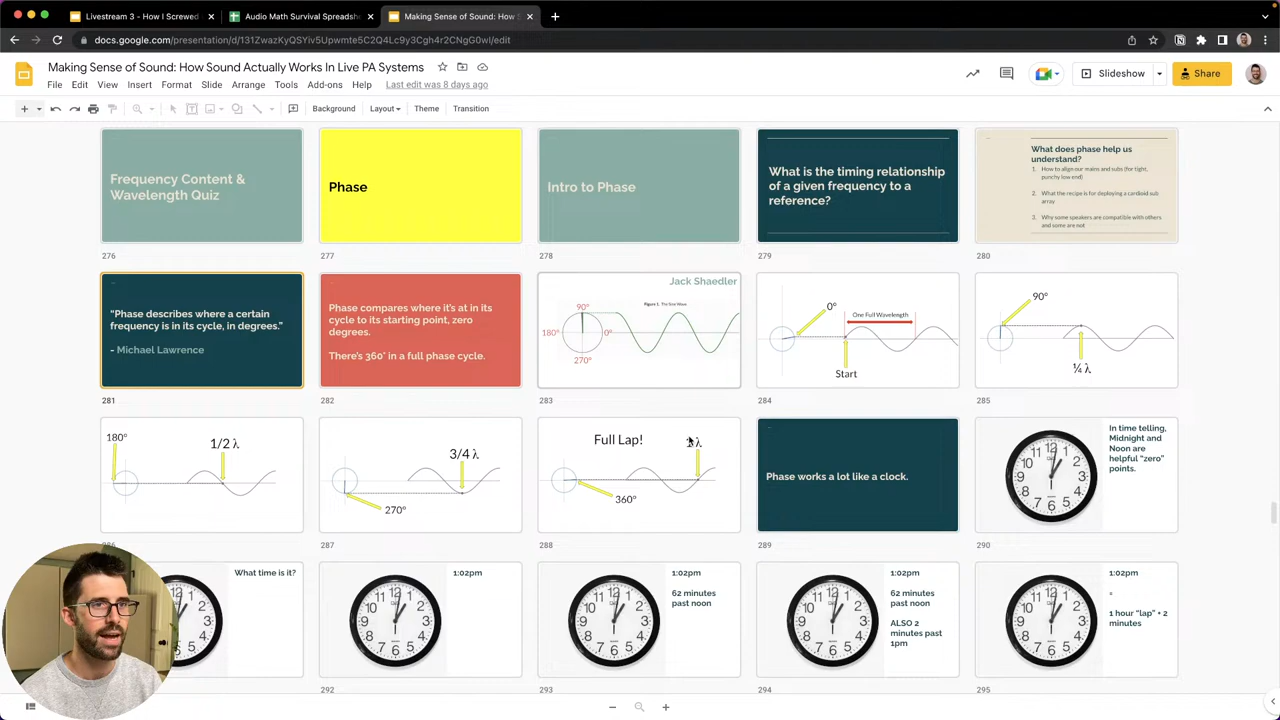 Livestream 3 - How I Screwed
Audio Math Survival Spreadsh
Making Sense of Sound: How S
docs.google.com/presentation/d/131ZwazKyQSYiv5Upwmte5C2Q4Lc9y3Cgh4r2CNgG0wI/edit
Making Sense of Sound: How Sound Actually Works In Live PA Systems
File Edit View Insert Format Slide Arrange Tools Add-ons Help Last edit was 8 days ago
Slideshow
Share
Background Layout Theme Transition
Frequency Content &
Wavelength Quiz
276
Phase
277
Intro to Phase
278
What is the timing relationship
of a given frequency to a
reference?
279
What does phase help us
understand?
1. How to align our mains and subs (for tight,
punchy low end)
2. What the recipe for deploying a cardioid sub
array
3. Why some speakers are compatible with others
and some are not
280
"Phase describes where a certain
frequency is in its cycle, in degrees."
- Michael Lawrence
281
Phase compares where it's at in its
cycle to its starting point, zero
degrees.
There's 360° in a full phase cycle.
282
Jack Shaedler
Figure 1 The Sine Wave
90°
180°
0°
270°
283
0°
One Full Wavelength
Start
284
90°
¼ λ
285
180°
1/2 λ
3/4 λ
270°
287
Full Lap!
1λ
360°
288
Phase works a lot like a clock.
289
In time telling,
Midnight and
Noon are
helpful "zero"
points.
290
What time is it?
1:02pm
292
1:02pm
62 minutes
past noon
293
1:02pm
62 minutes
past noon
ALSO 2
minutes past
1pm
294
1:02pm
=
1 hour "lap" + 2
minutes
295